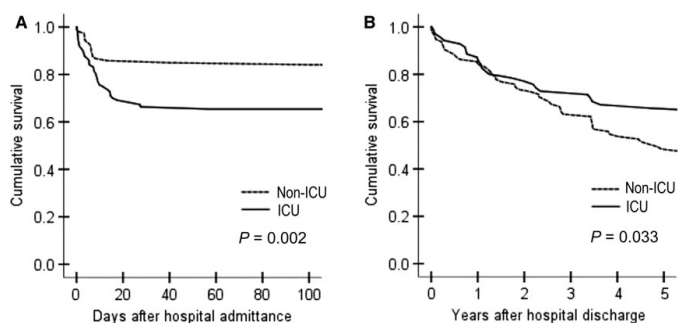 A
Cumulative survival
1.0
0.8
0.6
0.4
0.2
0.0
Non-ICU
ICU
P = 0.002
0 20 40 60 80 100
Days after hospital admittance
B
Cumulative survival
1.0
0.8
0.6
0.4
0.2
0.0
Non-ICU
ICU
P = 0.033
0 1 2 3 4 5
Years after hospital discharge